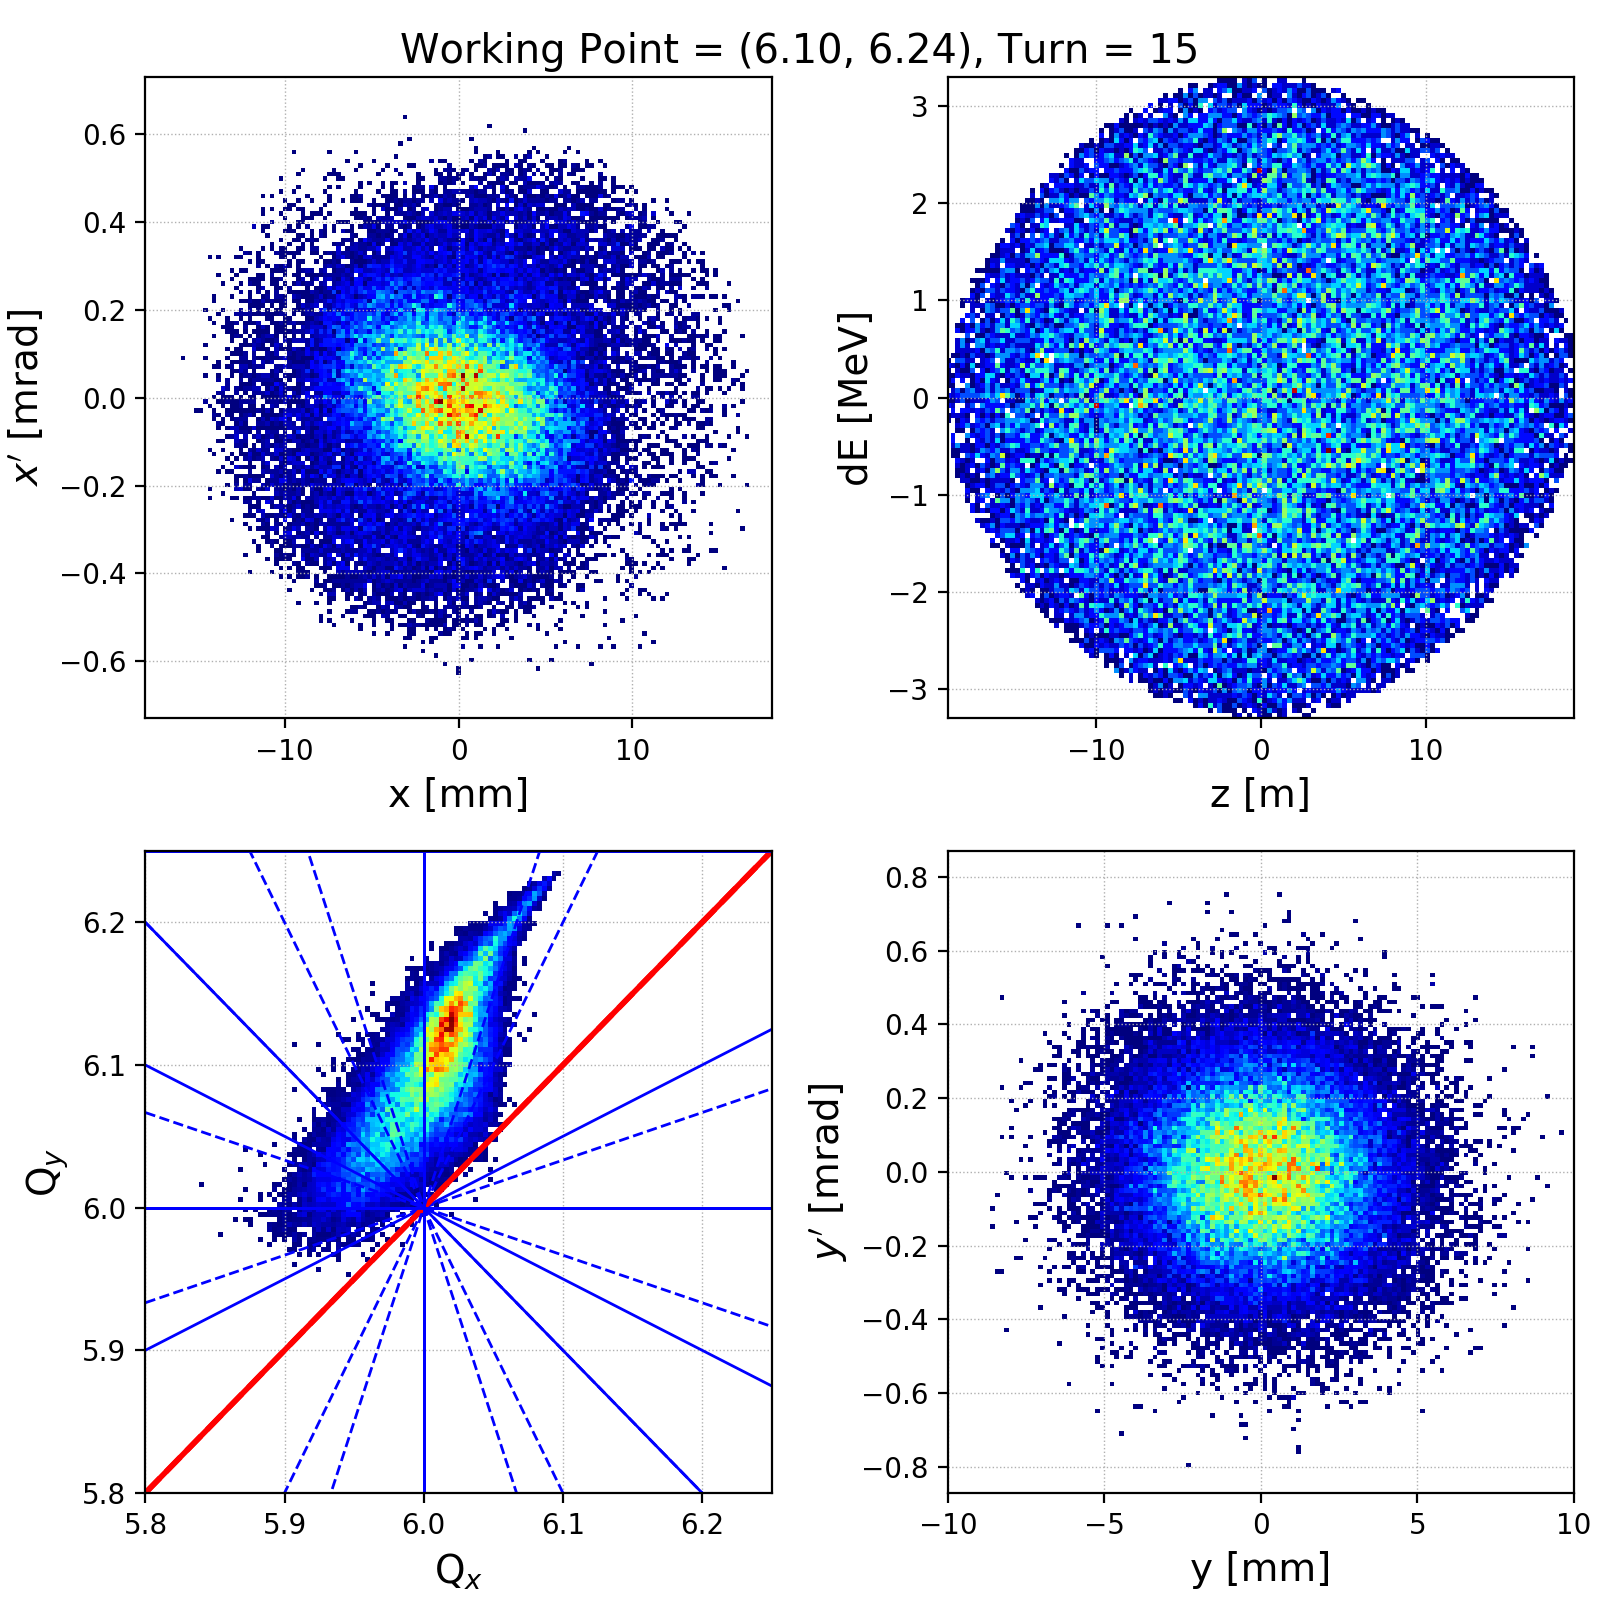 Working Point = (6.10, 6.24), Turn = 15
0.6
0.4
0.2
0.0
−0.2
−0.4
−0.6
x′ [mrad]
−10 0 10
x [mm]
3
2
1
0
−1
−2
−3
dE [MeV]
−10 0 10
z [m]
6.2
6.1
6.0
5.9
5.8
Qy
5.8 5.9 6.0 6.1 6.2
Qx
0.8
0.6
0.4
0.2
0.0
−0.2
−0.4
−0.6
−0.8
y′ [mrad]
−10 −5 0 5 10
y [mm]